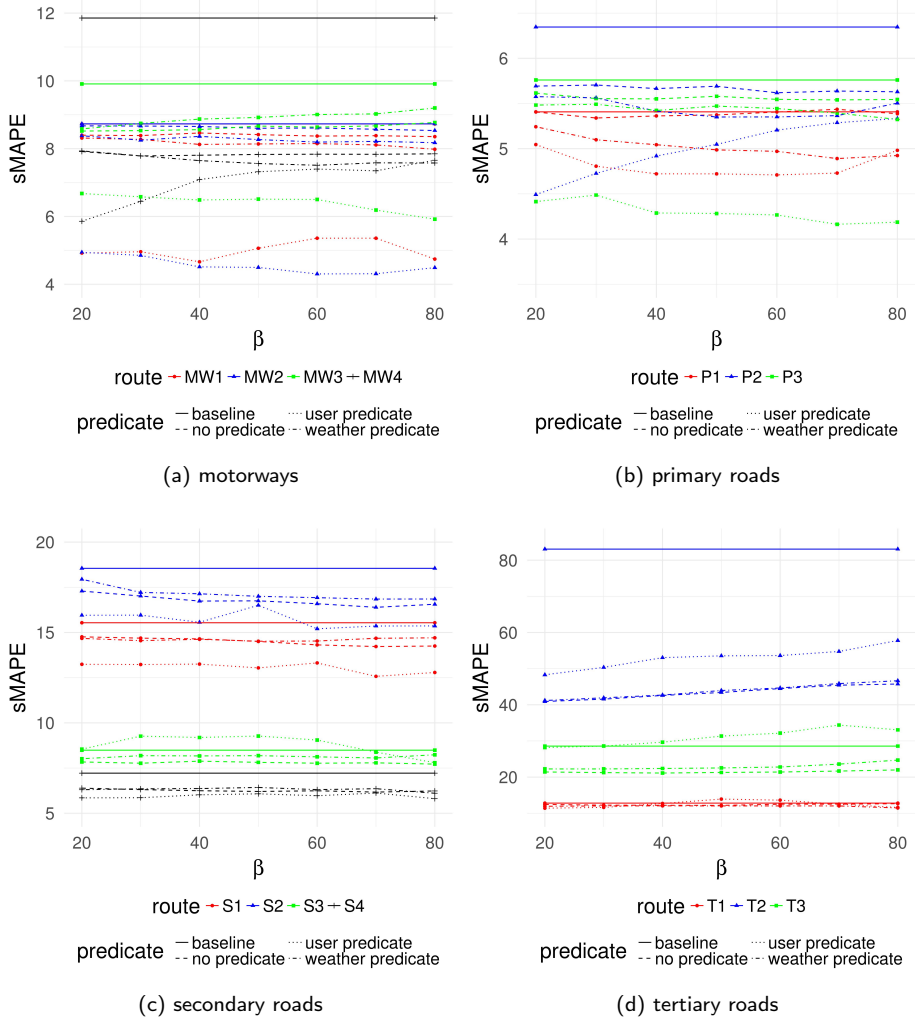 12
10
8
6
4
sMAPE
20 40 60 80
β
route MW1 MW2 MW3 MW4
predicate baseline user predicate
no predicate weather predicate
(a) motorways
6
5
4
sMAPE
20 40 60 80
β
route P1 P2 P3
predicate baseline user predicate
no predicate weather predicate
(b) primary roads
20
15
10
5
sMAPE
20 40 60 80
β
route S1 S2 S3 S4
predicate baseline user predicate
no predicate weather predicate
(c) secondary roads
80
60
40
20
sMAPE
20 40 60 80
β
route T1 T2 T3
predicate baseline user predicate
no predicate weather predicate
(d) tertiary roads